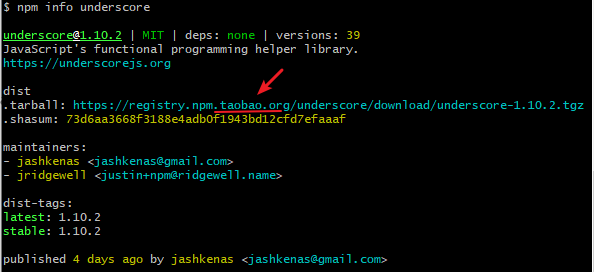 $ npm info underscore
underscore@1.10.2 | MIT | deps: none | versions: 39
JavaScript's functional programming helper library.
https://underscorejs.org
dist
.tarball: https://registry.npm.taobao.org/underscore/download/underscore-1.10.2.tgz
.shasum: 73d6aa3668f3188e4adb0f1943bd12cfd7efaaaf
maintainers:
- jashkenas <jashkenas@gmail.com>
- jridgewell <justin+npm@ridgewell.name>
dist-tags:
latest: 1.10.2
stable: 1.10.2
published 4 days ago by jashkenas <jashkenas@gmail.com>